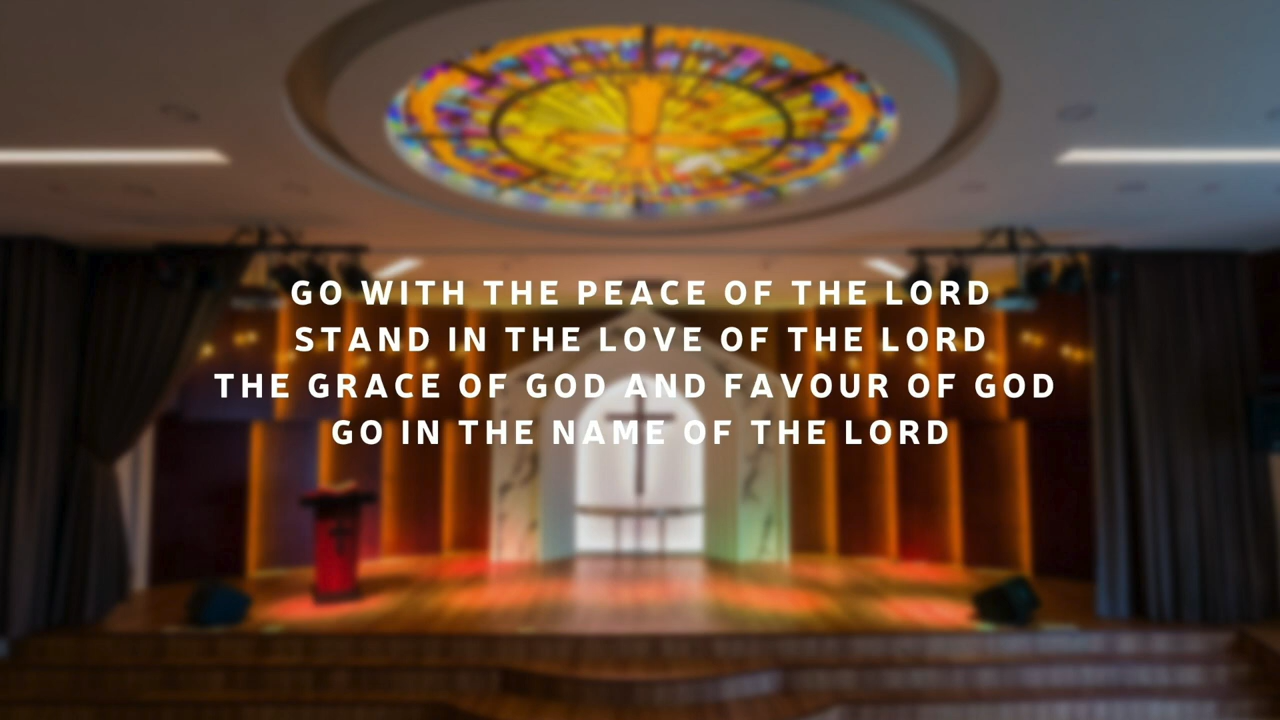 GO WITH THE PEACE OF THE LORD
STAND IN THE LOVE OF THE LORD
THE GRACE OF GOD AND FAVOUR OF GOD
GO IN THE NAME OF THE LORD